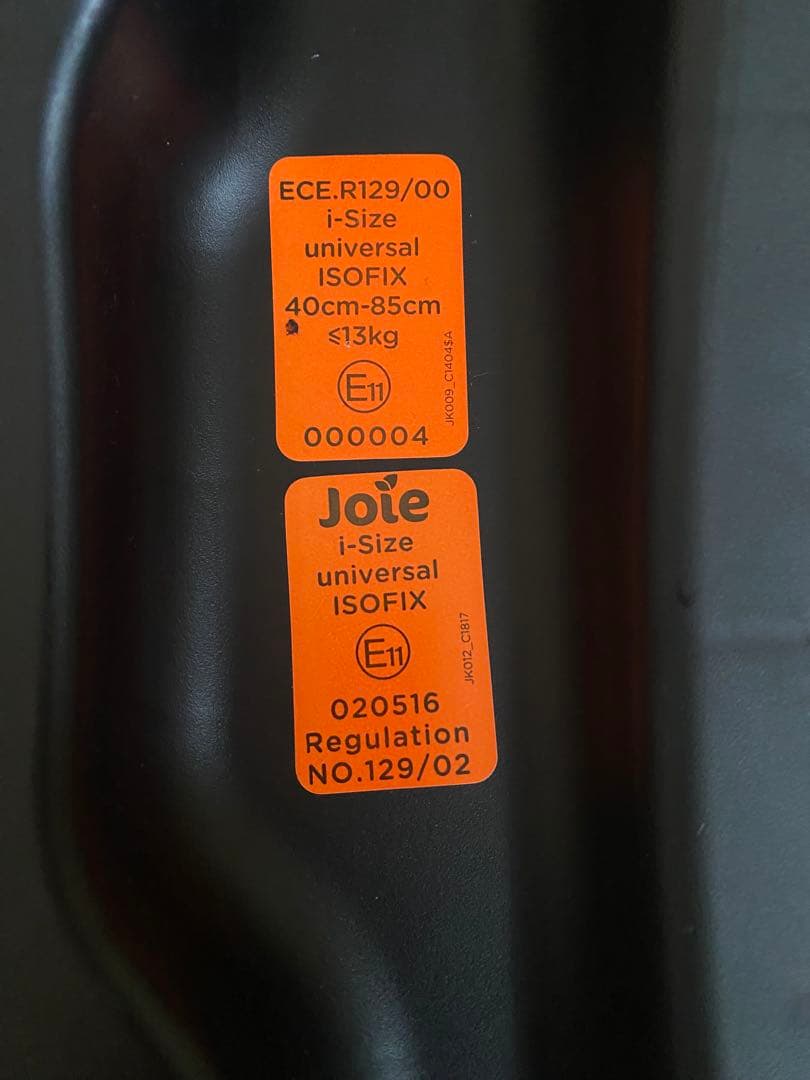 ECE.R129/00
i-Size
universal
ISOFIX
40cm-85cm
≤13kg
E11
000004
JK009_C1404$A
Joie
i-Size
universal
ISOFIX
E11
020516
Regulation
NO.129/02
JK012_C1817